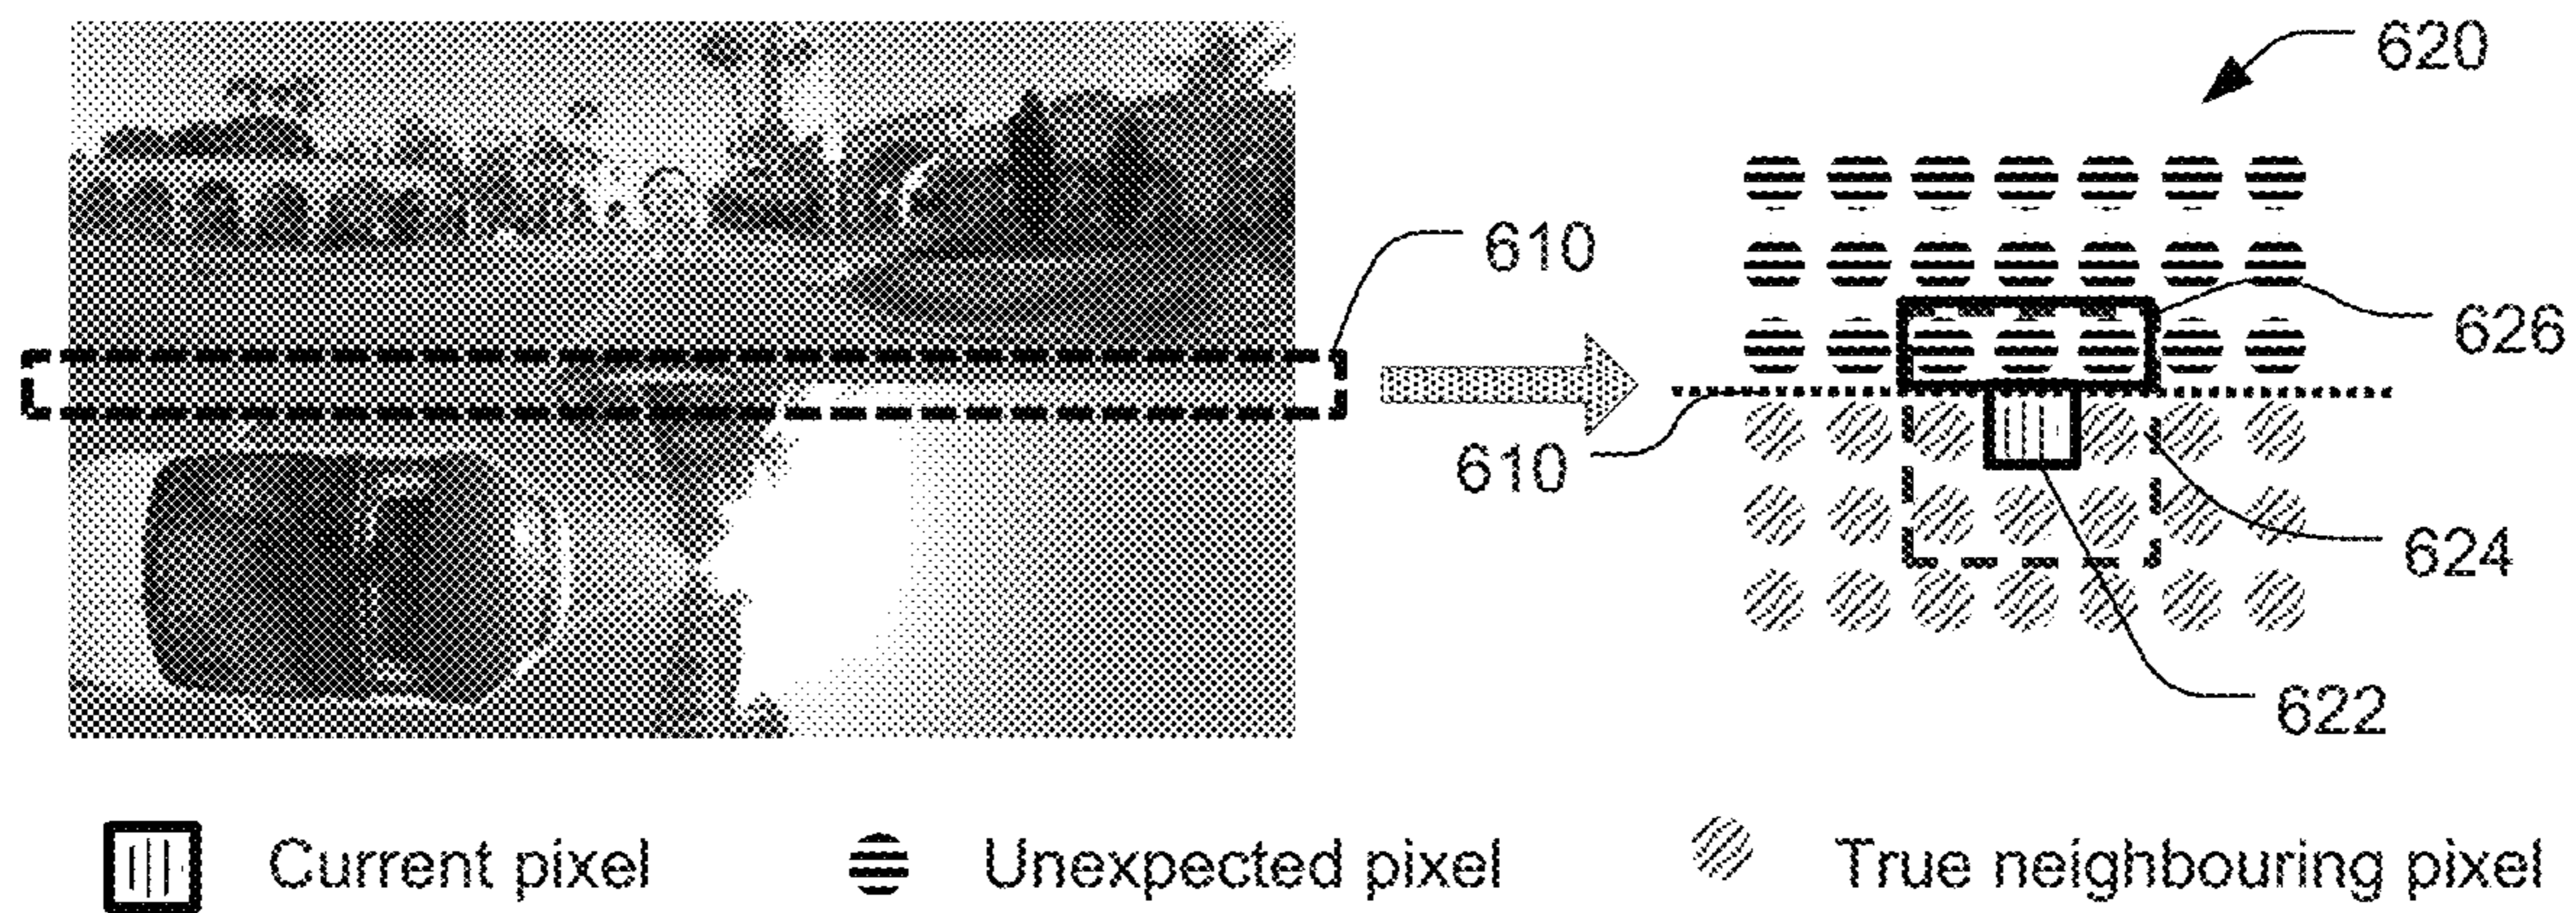 620
610
626
610
624
622
Current pixel
Unexpected pixel
True neighbouring pixel